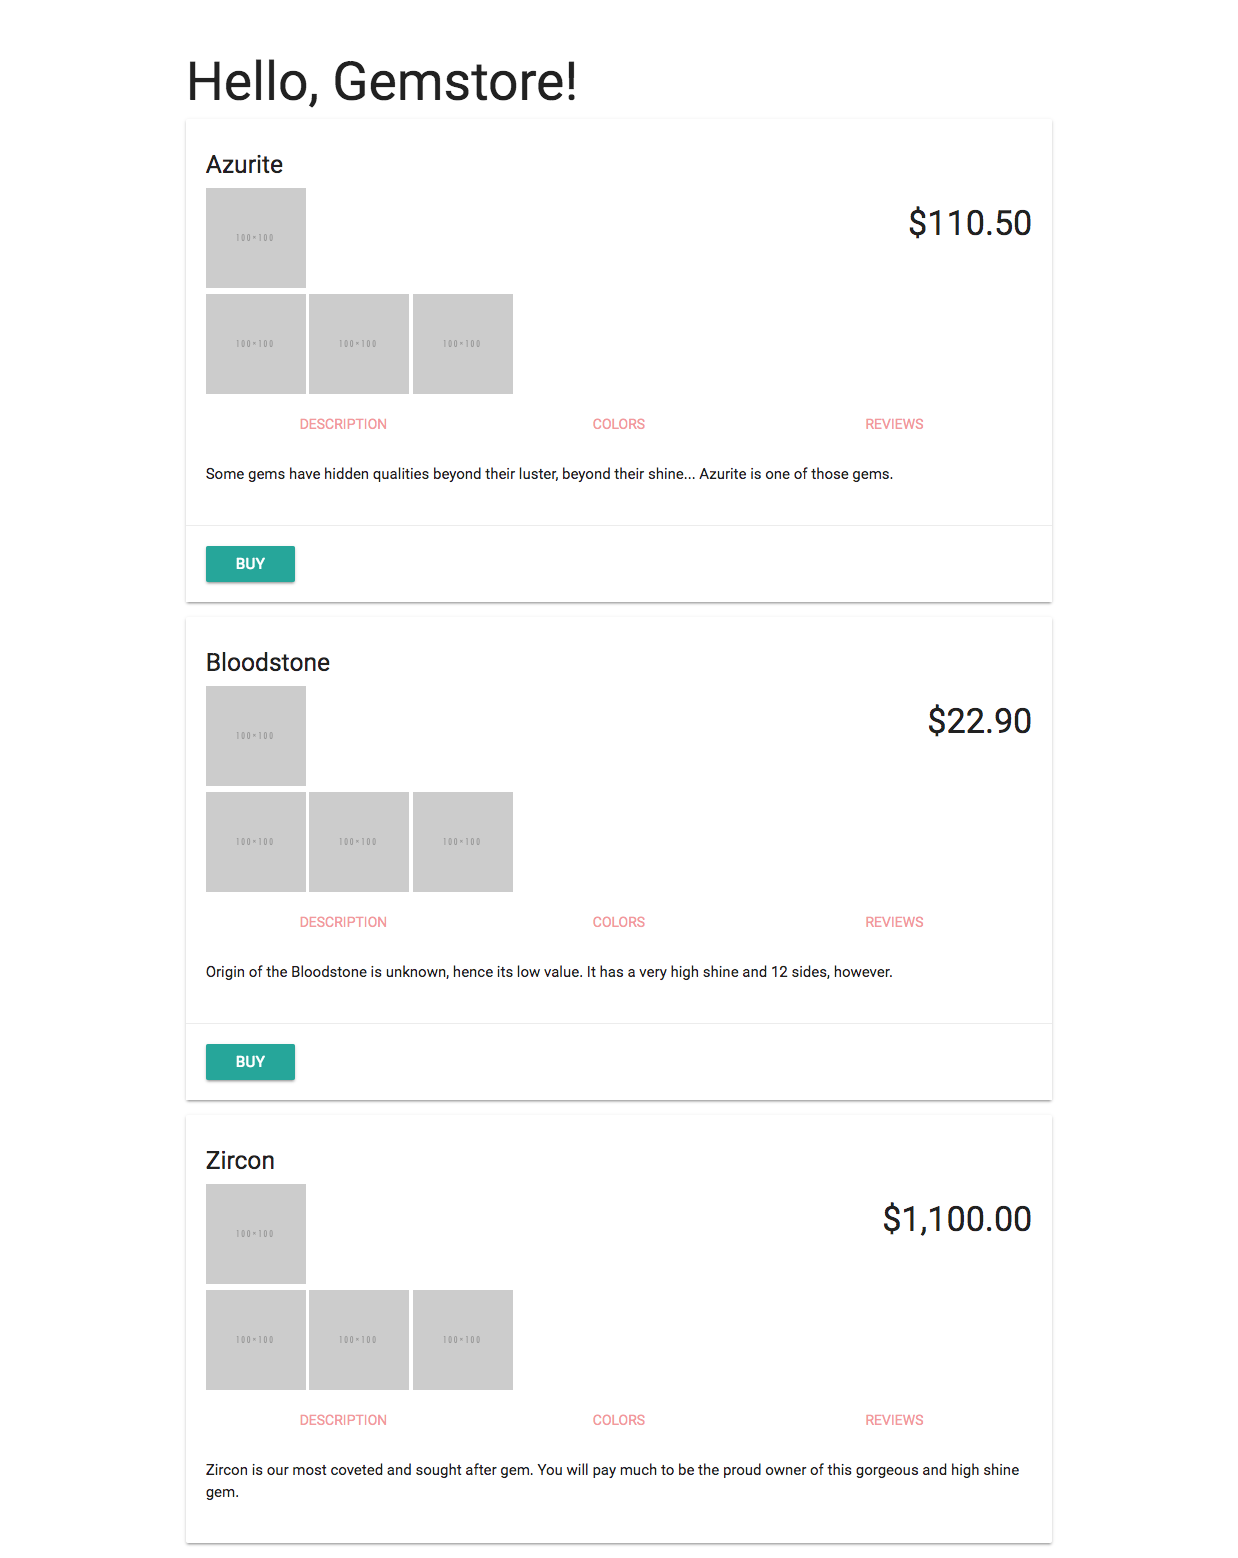 Hello, Gemstore!
Azurite
$110.50
100×100
100×100 100×100 100×100
DESCRIPTION COLORS REVIEWS
Some gems have hidden qualities beyond their luster, beyond their shine... Azurite is one of those gems.
BUY
Bloodstone
$22.90
100×100
100×100 100×100 100×100
DESCRIPTION COLORS REVIEWS
Origin of the Bloodstone is unknown, hence its low value. It has a very high shine and 12 sides, however.
BUY
Zircon
$1,100.00
100×100
100×100 100×100 100×100
DESCRIPTION COLORS REVIEWS
Zircon is our most coveted and sought after gem. You will pay much to be the proud owner of this gorgeous and high shine
gem.